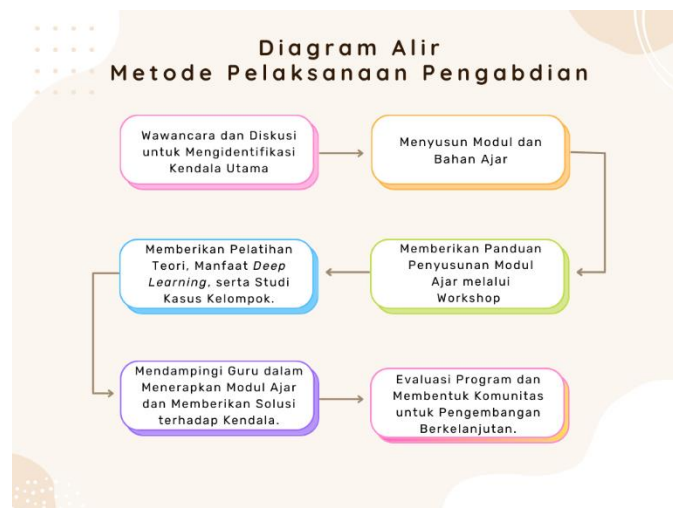 Diagram Alir
Metode Pelaksanaan Pengabdian
Wawancara dan Diskusi
untuk Mengidentifikasi
Kendala Utama
Menyusun Modul dan
Bahan Ajar
Memberikan Panduan
Penyusunan Modul
Ajar melalui
Workshop
Memberikan Pelatihan
Teori, Manfaat Deep
Learning, serta Studi
Kasus Kelompok.
Mendampingi Guru dalam
Menerapkan Modul Ajar
dan Memberikan Solusi
terhadap Kendala.
Evaluasi Program dan
Membentuk Komunitas
untuk Pengembangan
Berkelanjutan.